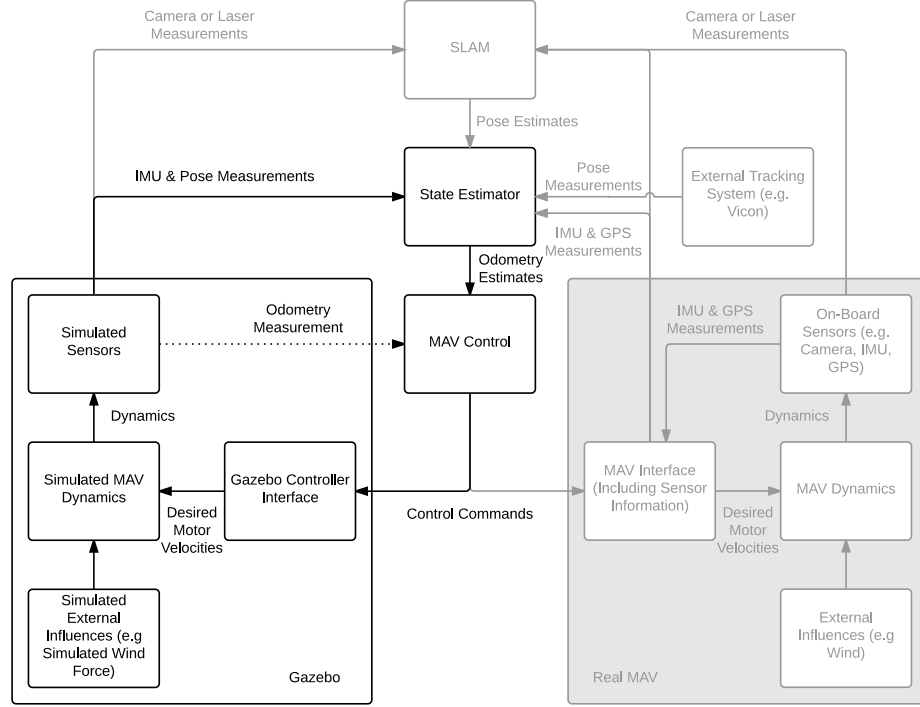 Camera or Laser
Measurements
SLAM
Camera or Laser
Measurements
Pose Estimates
IMU & Pose Measurements
State Estimator
Pose
Measurements
External Tracking
System (e.g.
Vicon)
IMU & GPS
Measurements
Odometry
Estimates
Simulated
Sensors
Odometry
Measurement
MAV Control
IMU & GPS
Measurements
On-Board
Sensors (e.g.
Camera, IMU,
GPS)
Dynamics
Dynamics
Simulated MAV
Dynamics
Gazebo Controller
Interface
MAV Interface
(Including Sensor
Information)
MAV Dynamics
Desired
Motor
Velocities
Control Commands
Desired
Motor
Velocities
Simulated
External
Influences (e.g
Simulated Wind
Force)
External
Influences (e.g
Wind)
Gazebo
Real MAV